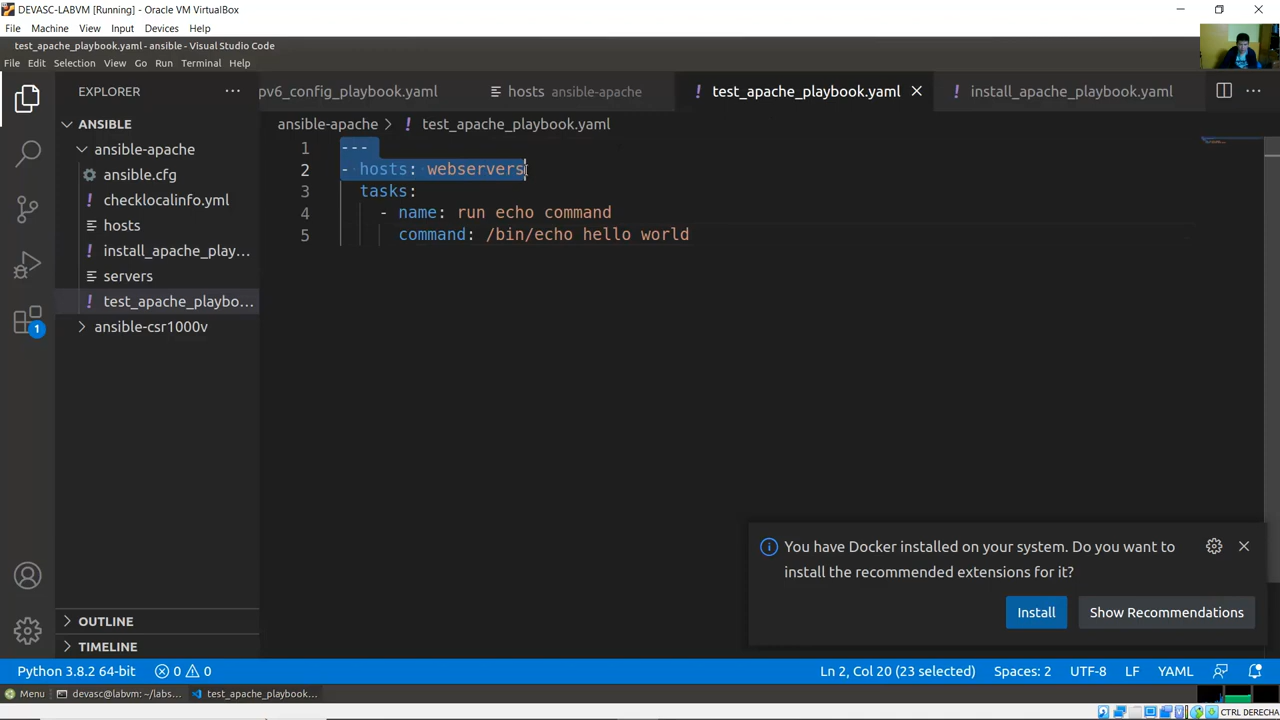 DEVASC-LABVM [Running] - Oracle VM VirtualBox
File Machine View Input Devices Help
test_apache_playbook.yaml - ansible - Visual Studio Code
File Edit Selection View Go Run Terminal Help
EXPLORER
pv6_config_playbook.yaml
hosts ansible-apache
! test_apache_playbook.yaml
! install_apache_playbook.yaml
ansible-apache > ! test_apache_playbook.yaml
ANSIBLE
ansible-apache
ansible.cfg
! checklocalinfo.yml
hosts
! install_apache_play...
servers
! test_apache_playbo...
ansible-csr1000v
1 ---
2 - hosts: webservers
3 tasks:
4 - name: run echo command
5 command: /bin/echo hello world
1
You have Docker installed on your system. Do you want to
install the recommended extensions for it?
Install
Show Recommendations
OUTLINE
TIMELINE
Python 3.8.2 64-bit
0 0
Ln 2, Col 20 (23 selected)
Spaces: 2
UTF-8
LF
YAML
Menu
devasc@labvm: ~/labs...
test_apache_playbook...
CTRL DERECHA